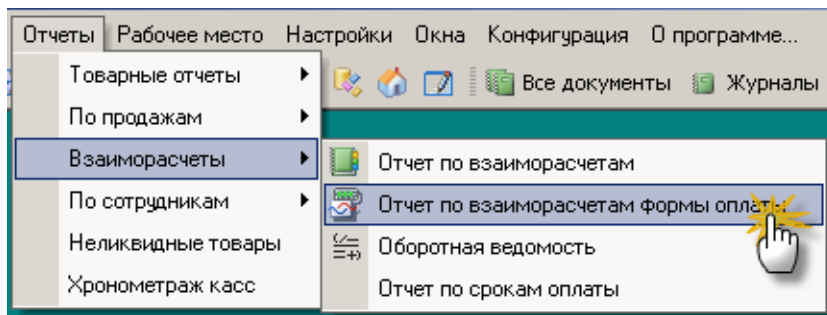 Отчеты Рабочее место Настройки Окна Конфигурация О программе...
Товарные отчеты
Все документы Журналы
По продажам
Взаиморасчеты
Отчет по взаиморасчетам
По сотрудникам
Отчет по взаиморасчетам формы оплаты
Неликвидные товары
Оборотная ведомость
Хронометраж касс
Отчет по срокам оплаты